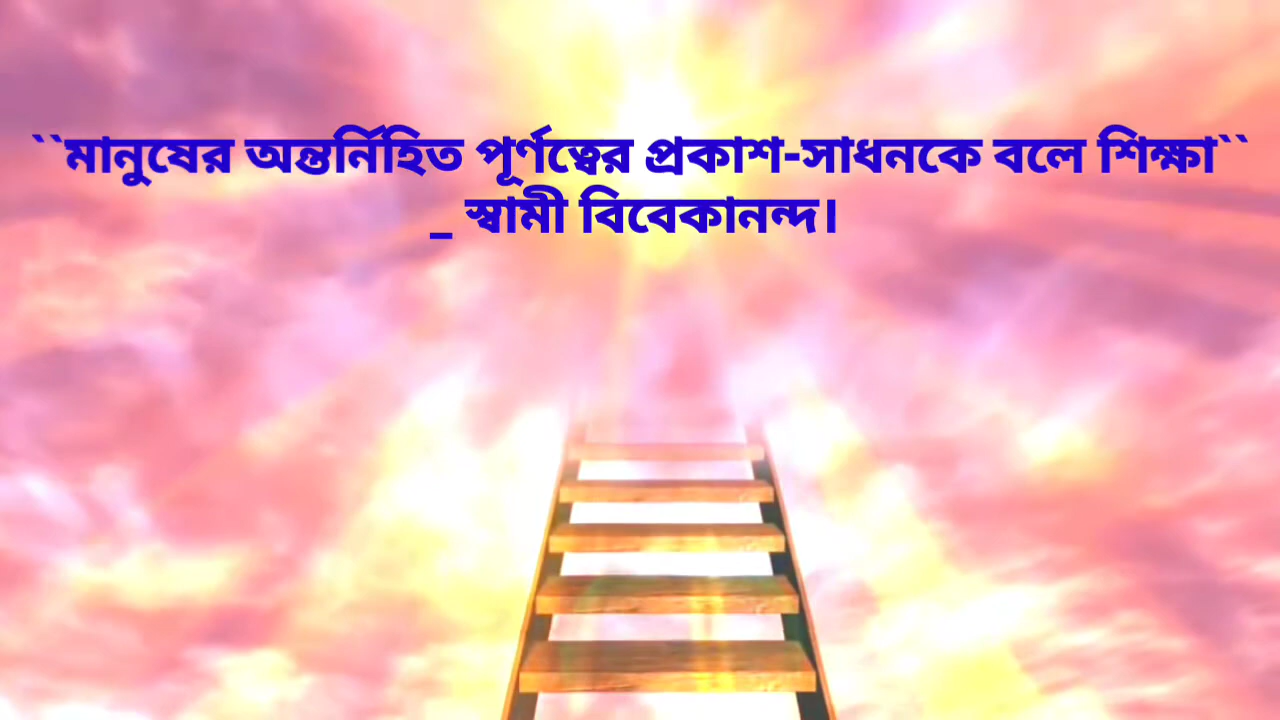 ``মানুষের অন্তর্নিহিত পূর্ণত্বের প্রকাশ-সাধনকে বলে শিক্ষা``
_ স্বামী বিবেকানন্দ।